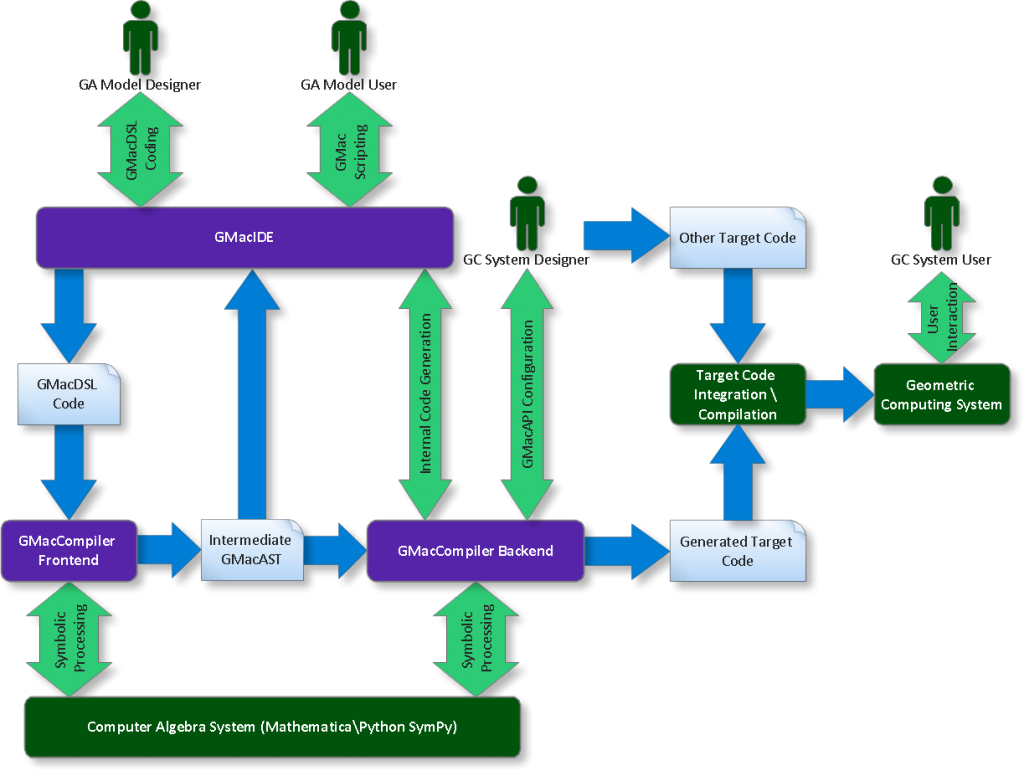 GA Model Designer
GA Model User
GMacDSL
Coding
GMac
Scripting
GMacIDE
GC System Designer
Other Target Code
GC System User
User
Interaction
GMacDSL
Code
Internal Code Generation
GMacAPI Configuration
Target Code
Integration \
Compilation
Geometric
Computing System
GMacCompiler
Frontend
Intermediate
GMacAST
GMacCompiler Backend
Generated Target
Code
Symbolic
Processing
Symbolic
Processing
Computer Algebra System (Mathematica\Python SymPy)